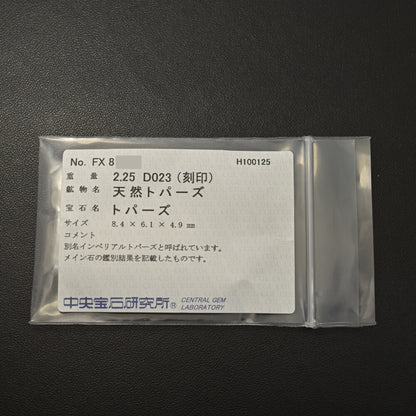 No. FX 8 H100125
重量 2.25 D023 (刻印)
鉱物名 天然トパーズ
宝石名 トパーズ
サイズ 8.4 × 6.1 × 4.9 mm
コメント
別名インペリアルトパーズと呼ばれています。
メイン石の鑑別結果を記載したものです。
中央宝石研究所® CENTRAL GEM LABORATORY